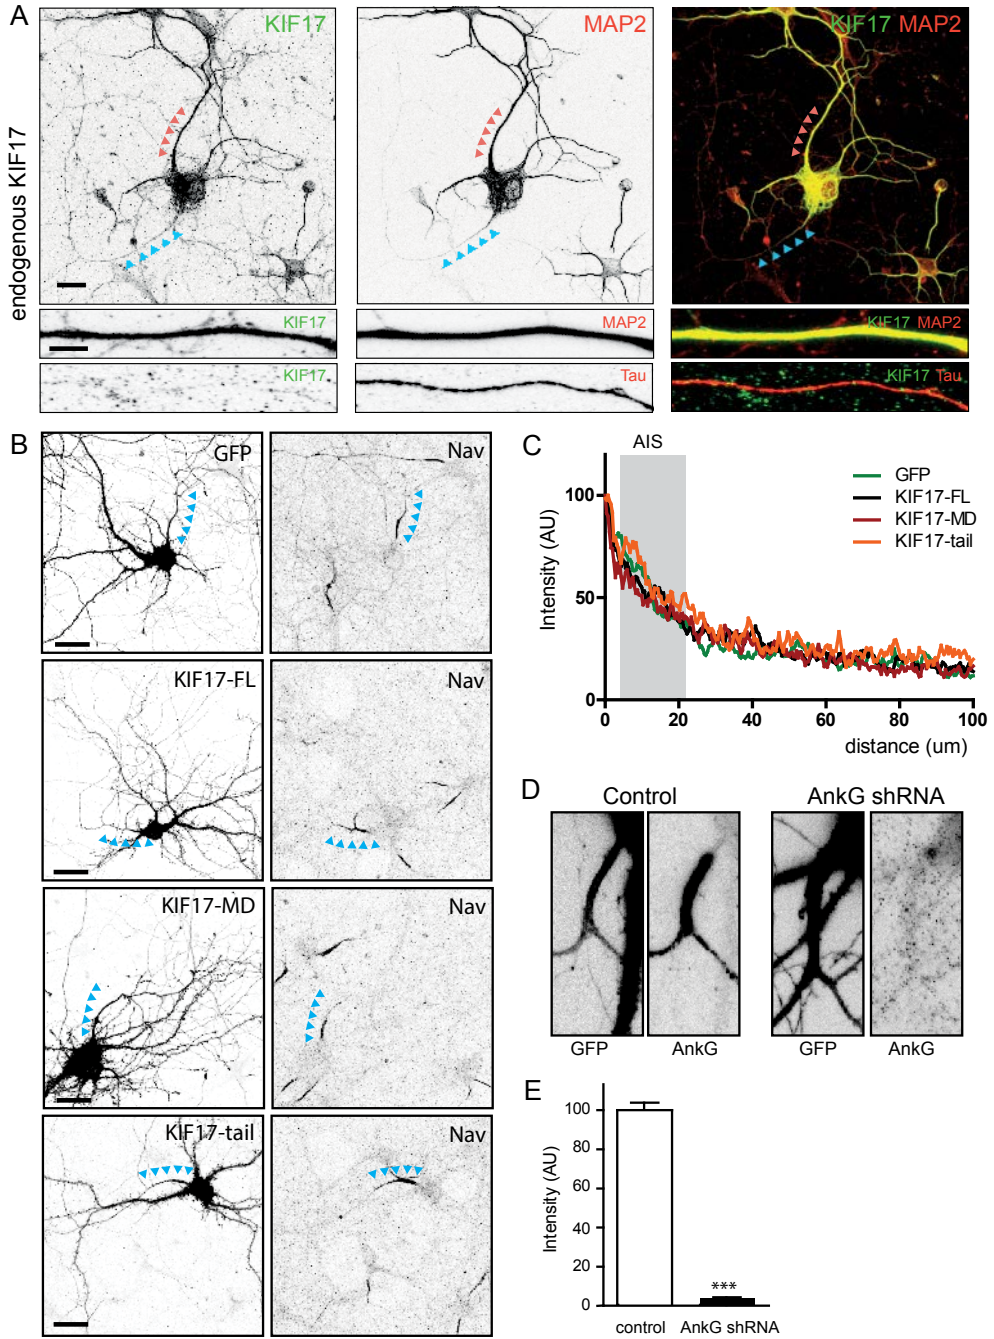 A
KIF17
MAP2
KIF17 MAP2
endogenous KIF17
KIF17
MAP2
KIF17 MAP2
KIF17
Tau
KIF17 Tau
B
GFP
Nav
KIF17-FL
Nav
KIF17-MD
Nav
KIF17-tail
Nav
C
AIS
GFP
KIF17-FL
KIF17-MD
KIF17-tail
Intensity (AU)
100
50
0
0 20 40 60 80 100
distance (um)
D
Control
AnkG shRNA
GFP
AnkG
GFP
AnkG
E
Intensity (AU)
100
80
60
40
20
0
***
control
AnkG shRNA